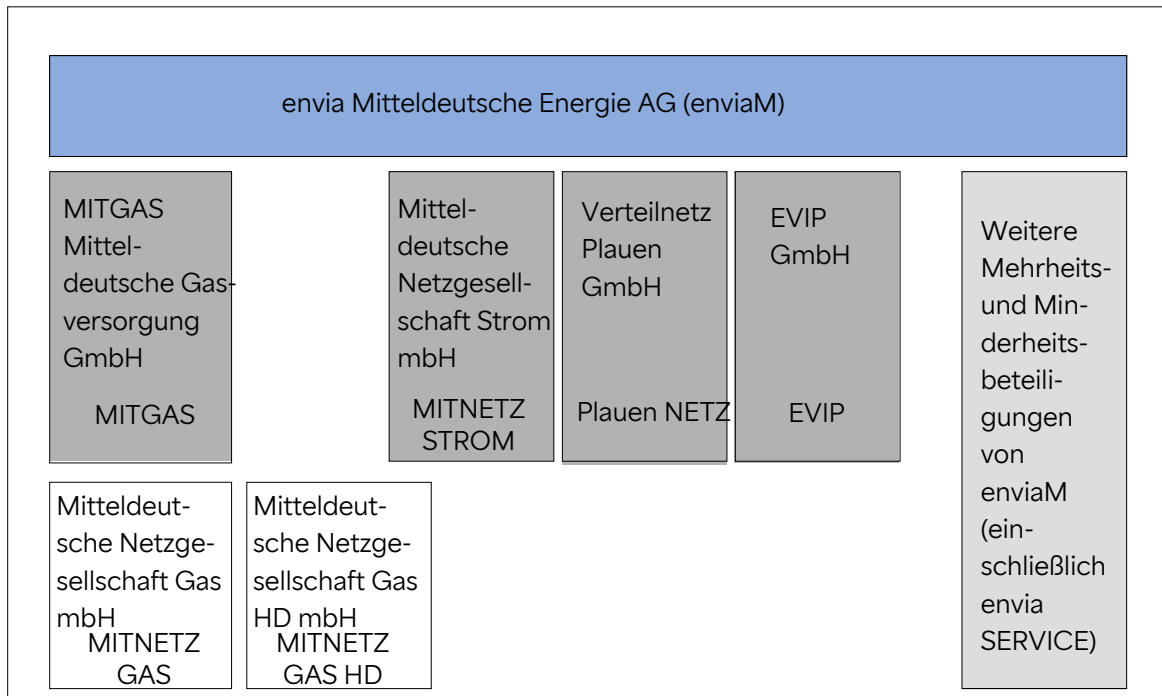 envia Mitteldeutsche Energie AG (enviaM)
MITGAS
Mittel-
deutsche Gas-
versorgung
GmbH
MITGAS
Mittel-
deutsche
Netzgesell-
schaft Strom
mbH
MITNETZ
STROM
Verteilnetz
Plauen
GmbH
Plauen NETZ
EVIP
GmbH
EVIP
Weitere
Mehrheits-
und Min-
derheits-
beteili-
gungen
von
enviaM
(ein-
schließlich
envia
SERVICE)
Mitteldeut-
sche Netzge-
sellschaft Gas
mbH
MITNETZ
GAS
Mitteldeut-
sche Netzge-
sellschaft Gas
HD mbH
MITNETZ
GAS HD